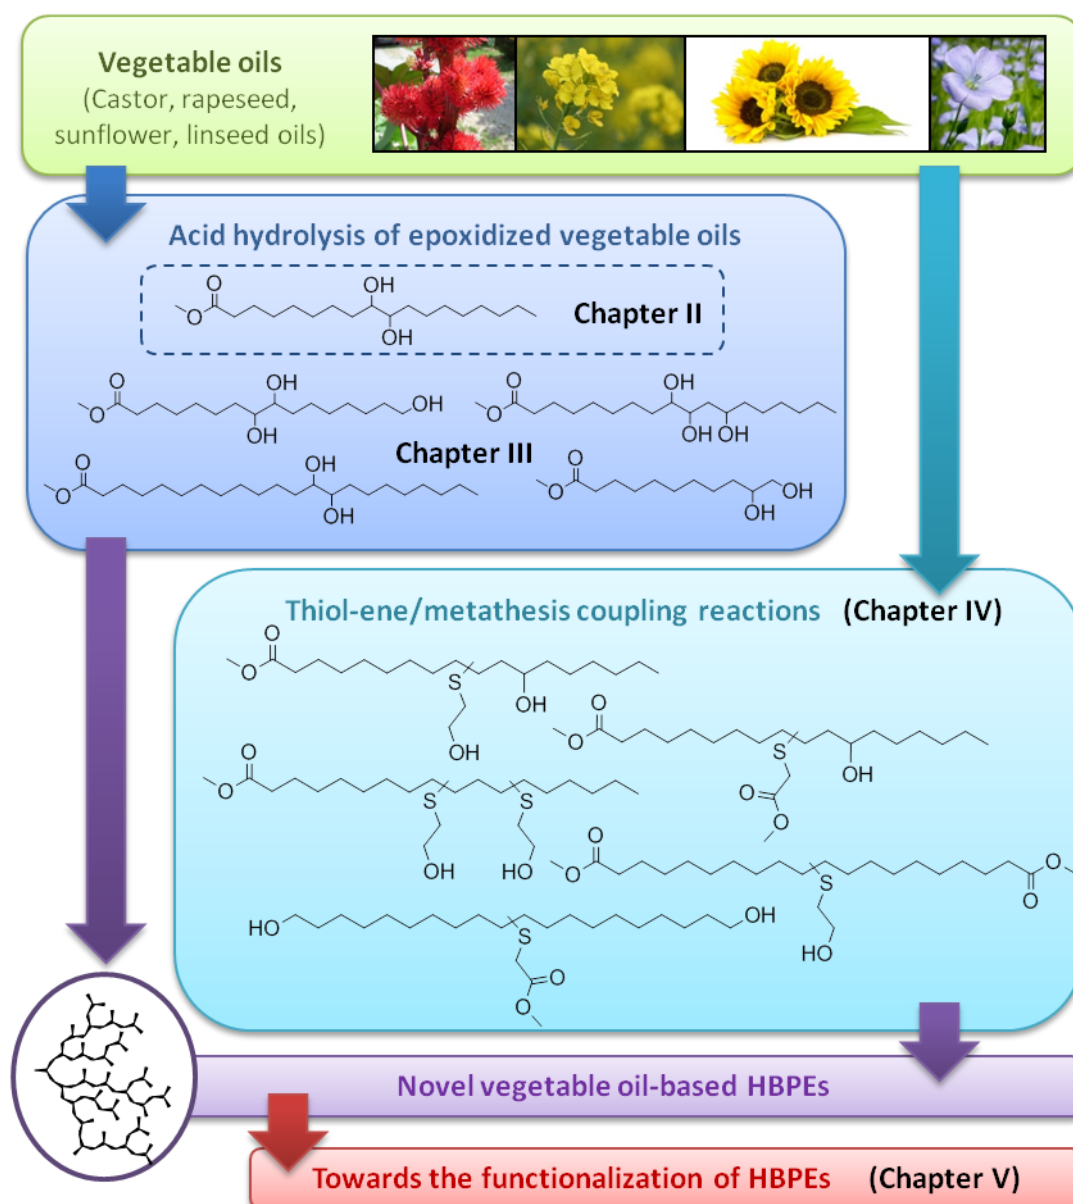 Vegetable oils
(Castor, rapeseed,
sunflower, linseed oils)
Acid hydrolysis of epoxidized vegetable oils
O
OH
O
OH
Chapter II
O
OH
O
OH
OH
O
OH
O
OH OH
Chapter III
O
OH
O
OH
O
O
OH
OH
Thiol-ene/metathesis coupling reactions (Chapter IV)
O
O
S
OH
OH
O
O
S
OH
O
O
O
O
S
S
OH
HO
O
O
O
O
S
HO
HO
OH
S
O
O
Novel vegetable oil-based HBPEs
Towards the functionalization of HBPEs (Chapter V)